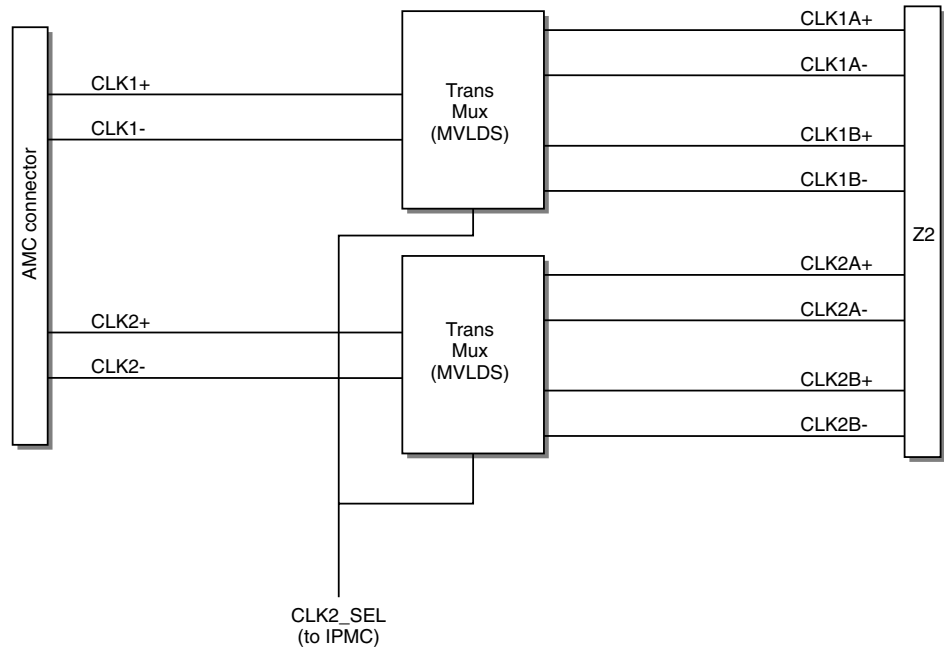 CLK1A+
CLK1+
Trans
Mux
(MVLDS)
CLK1A-
CLK1-
CLK1B+
CLK1B-
AMC connector
Z2
CLK2A+
CLK2+
Trans
Mux
(MVLDS)
CLK2A-
CLK2-
CLK2B+
CLK2B-
CLK2_SEL
(to IPMC)